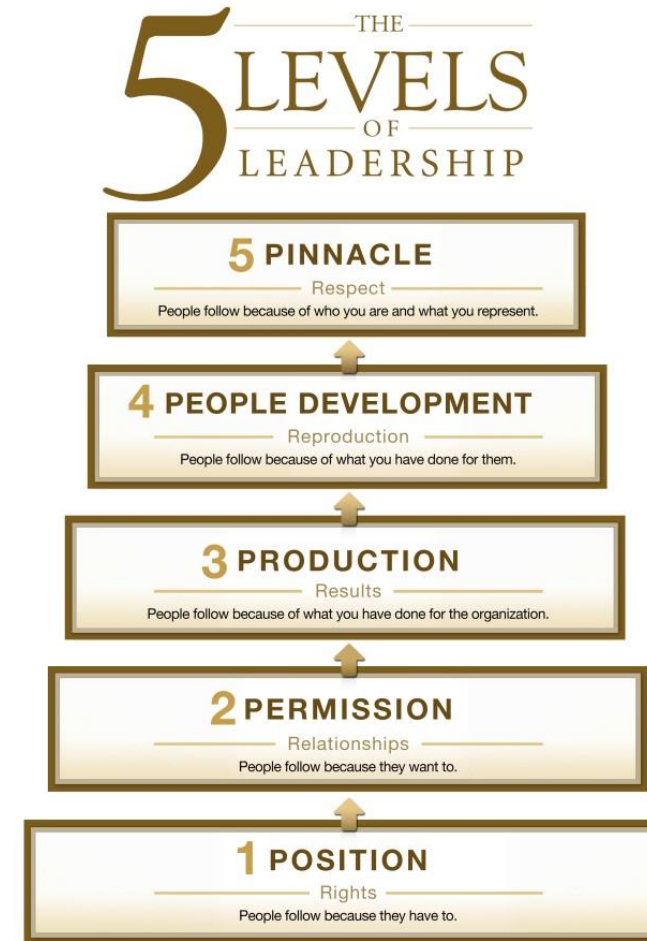 THE
5 LEVELS
OF
LEADERSHIP
5 PINNACLE
Respect
People follow because of who you are and what you represent.
4 PEOPLE DEVELOPMENT
Reproduction
People follow because of what you have done for them.
3 PRODUCTION
Results
People follow because of what you have done for the organization.
2 PERMISSION
Relationships
People follow because they want to.
1 POSITION
Rights
People follow because they have to.